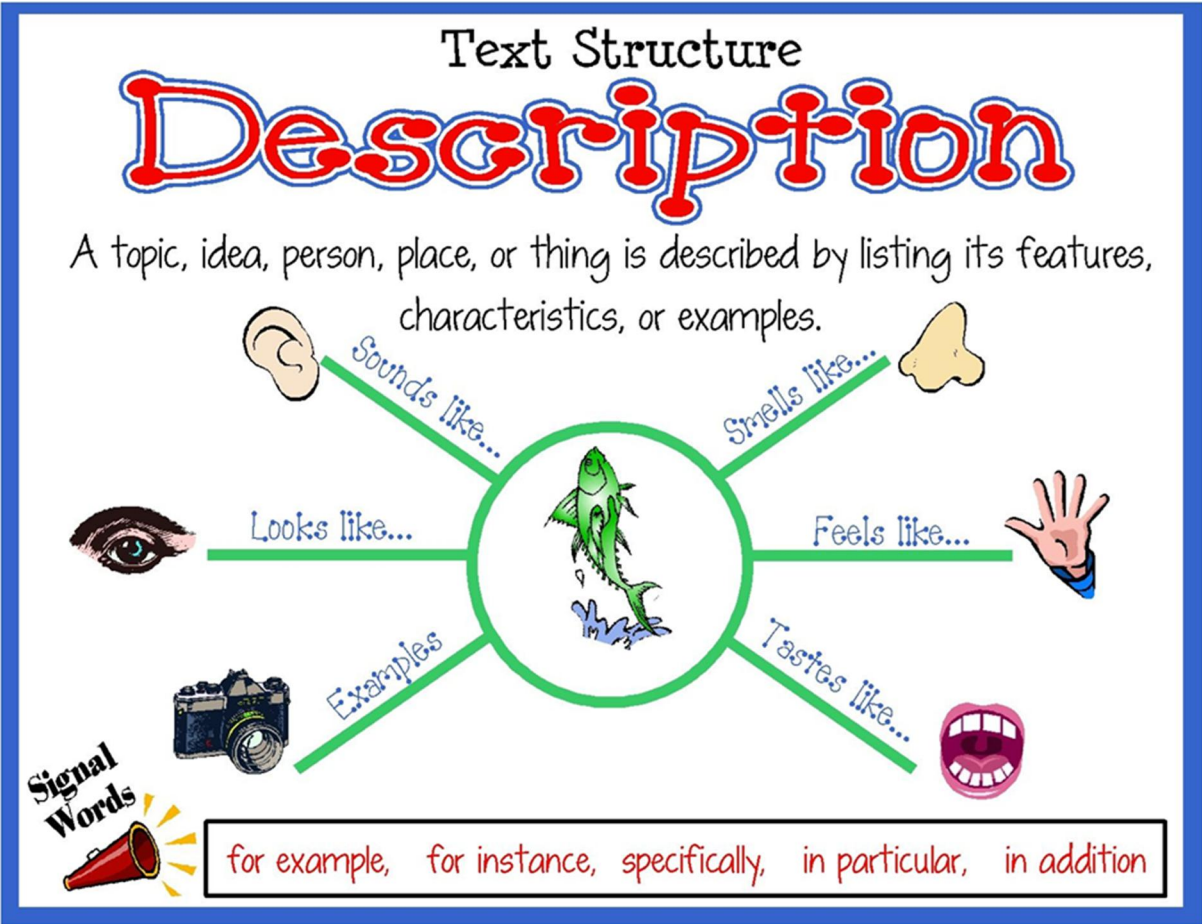 Text Structure
Description
A topic, idea, person, place, or thing is described by listing its features,
characteristics, or examples.
Sounds like...
Smells like...
Looks like...
Feels like...
Examples
Tastes like...
Signal
Words
for example, for instance, specifically, in particular, in addition